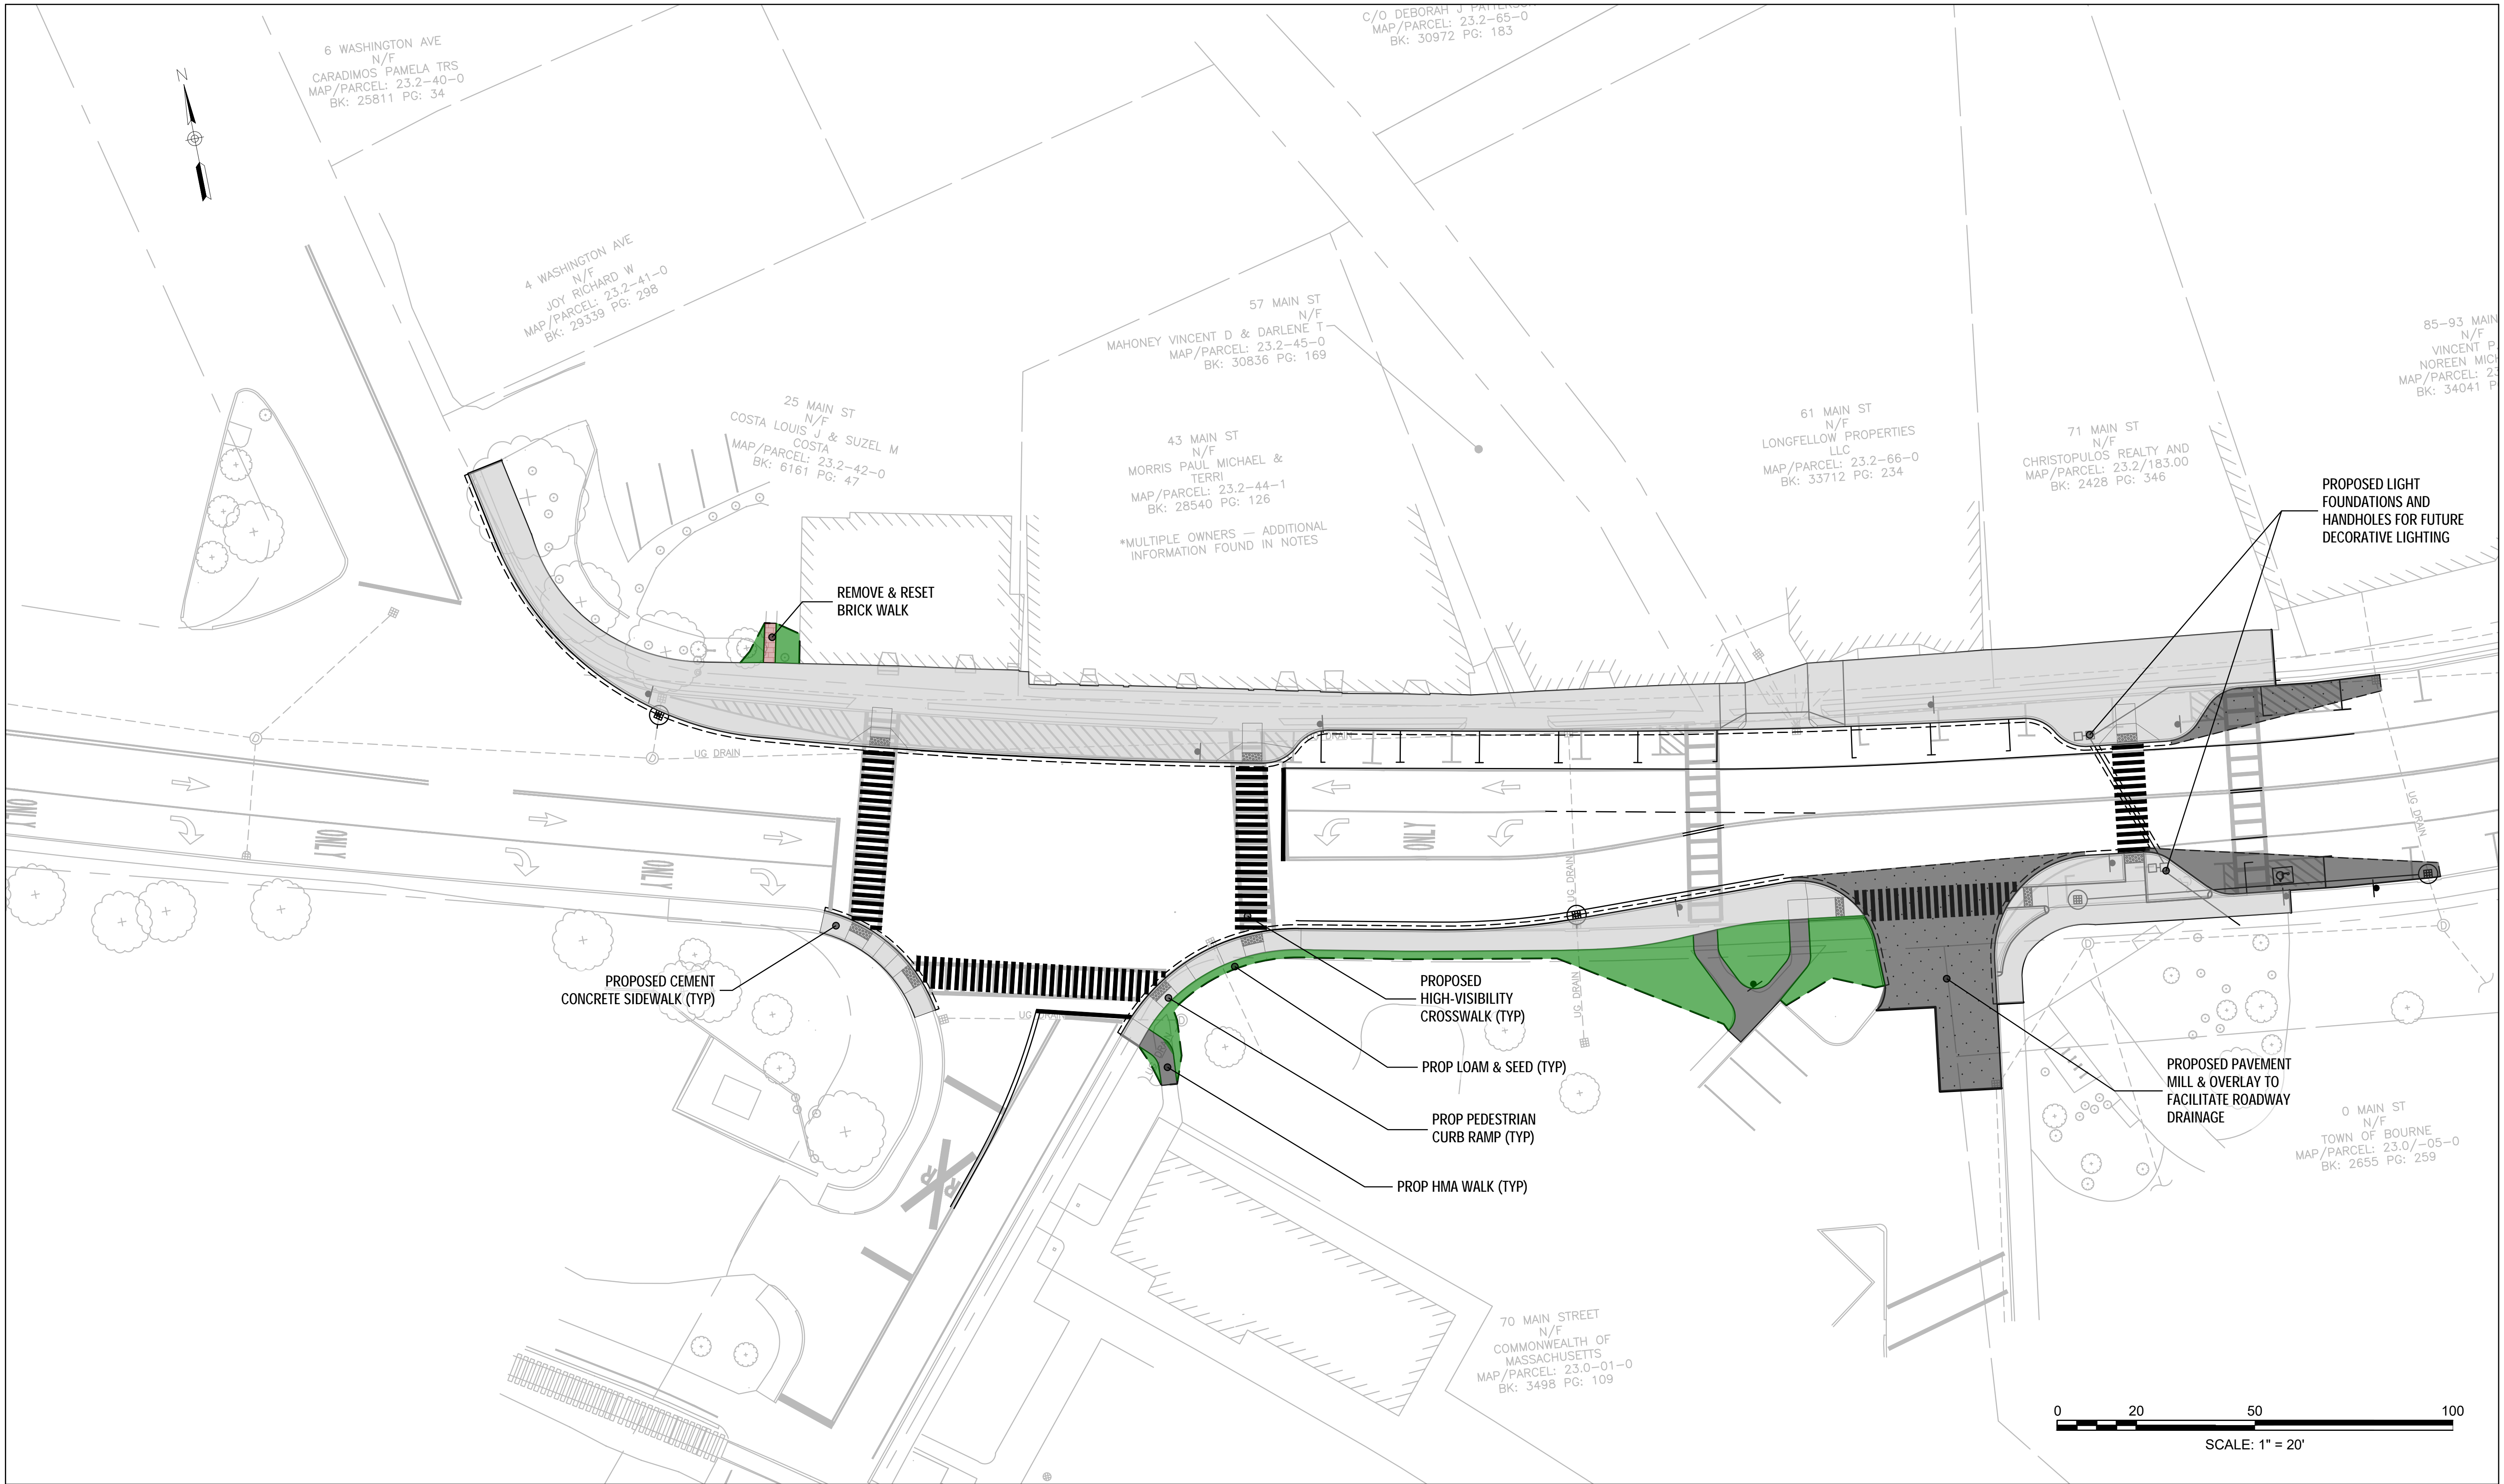 C/O DEBORAH J PATTERSON
MAP/PARCEL: 23.2-65-0
BK: 30972 PG: 183
6 WASHINGTON AVE
N/F
CARADIMOS PAMELA TRS
MAP/PARCEL: 23.2-40-0
BK: 25811 PG: 34
N
4 WASHINGTON AVE
N/F
JOY RICHARD W
MAP/PARCEL: 23.2-41-0
BK: 29339 PG: 298
57 MAIN ST
N/F
MAHONEY VINCENT D & DARLENE T
MAP/PARCEL: 23.2-45-0
BK: 30836 PG: 169
85-93 MAIN
N/F
VINCENT P
NOREEN MICH
MAP/PARCEL: 23
BK: 34041 P
25 MAIN ST
N/F
COSTA LOUIS J & SUZEL M
COSTA
MAP/PARCEL: 23.2-42-0
BK: 6161 PG: 47
43 MAIN ST
N/F
MORRIS PAUL MICHAEL &
TERRI
MAP/PARCEL: 23.2-44-1
BK: 28540 PG: 126
*MULTIPLE OWNERS — ADDITIONAL
INFORMATION FOUND IN NOTES
61 MAIN ST
N/F
LONGFELLOW PROPERTIES
LLC
MAP/PARCEL: 23.2-66-0
BK: 33712 PG: 234
71 MAIN ST
N/F
CHRISTOPULOS REALTY AND
MAP/PARCEL: 23.2/183.00
BK: 2428 PG: 346
PROPOSED LIGHT
FOUNDATIONS AND
HANDHOLES FOR FUTURE
DECORATIVE LIGHTING
REMOVE & RESET
BRICK WALK
D
D
UG DRAIN
DRAIN
UG DRAIN
ONLY
ONLY
ONLY
ONLY
UG DRAIN
UG DRAIN
D
D
PROPOSED CEMENT
CONCRETE SIDEWALK (TYP)
PROPOSED
HIGH-VISIBILITY
CROSSWALK (TYP)
UG DRAIN
D
PROP LOAM & SEED (TYP)
PROP PEDESTRIAN
CURB RAMP (TYP)
PROP HMA WALK (TYP)
PROPOSED PAVEMENT
MILL & OVERLAY TO
FACILITATE ROADWAY
DRAINAGE
0 MAIN ST
N/F
TOWN OF BOURNE
MAP/PARCEL: 23.0/-05-0
BK: 2655 PG: 259
R R
70 MAIN STREET
N/F
COMMONWEALTH OF
MASSACHUSETTS
MAP/PARCEL: 23.0-01-0
BK: 3498 PG: 109
0 20 50 100
SCALE: 1" = 20'